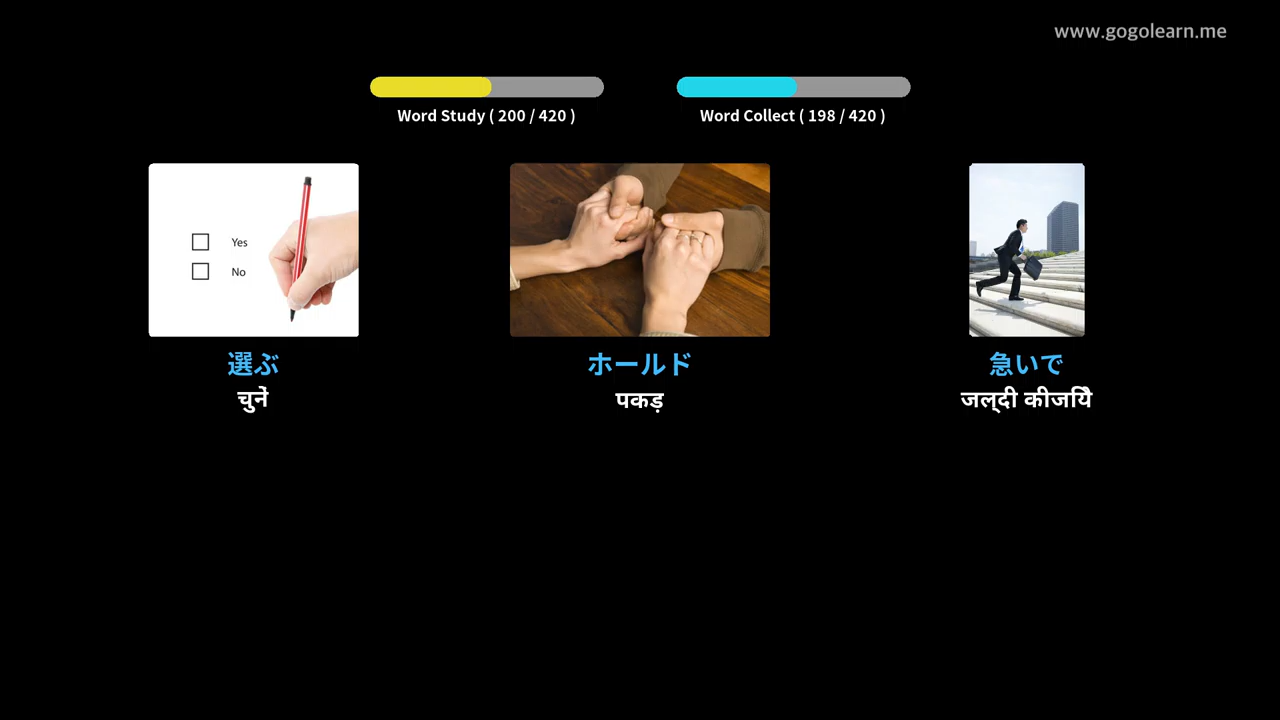 www.gogolearn.me
Word Study ( 200 / 420 )
Word Collect ( 198 / 420 )
Yes
No
選ぶ
ホールド
急いで
चुनें
पकड़
जल्दी कीजिये